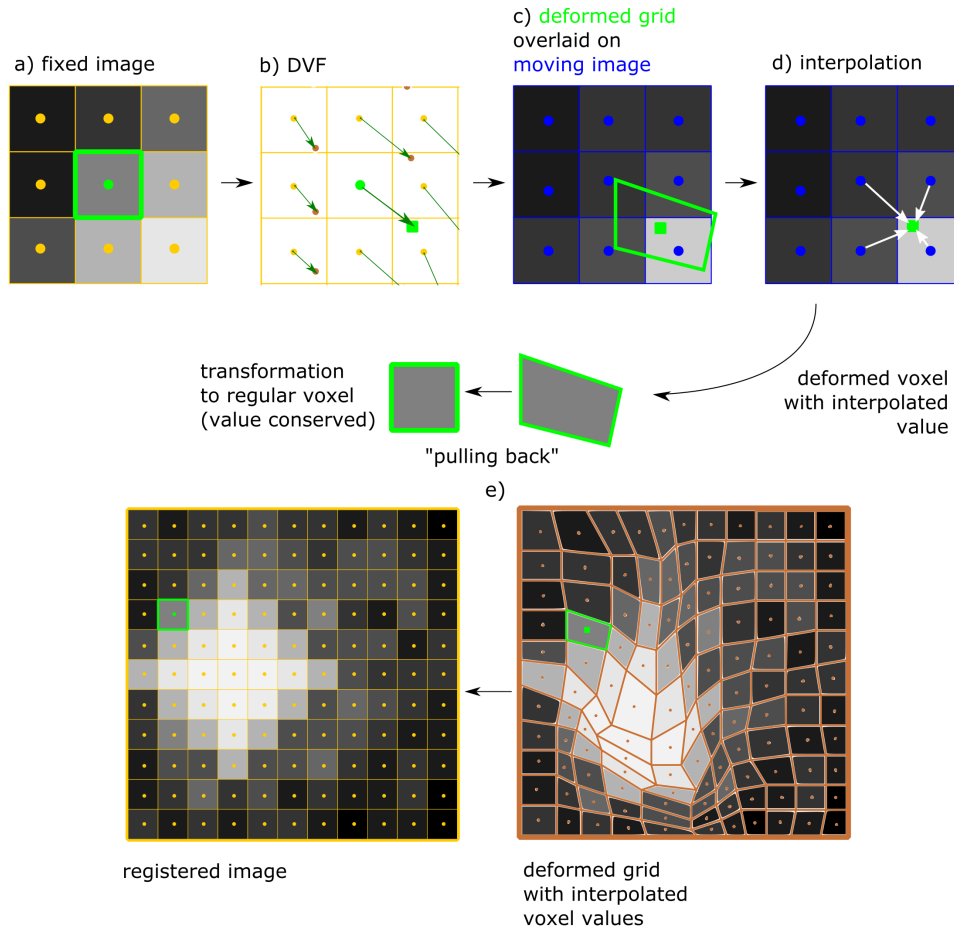 a) fixed image
b) DVF
c) deformed grid
overlaid on
moving image
d) interpolation
transformation
to regular voxel
(value conserved)
"pulling back"
deformed voxel
with interpolated
value
e)
registered image
deformed grid
with interpolated
voxel values